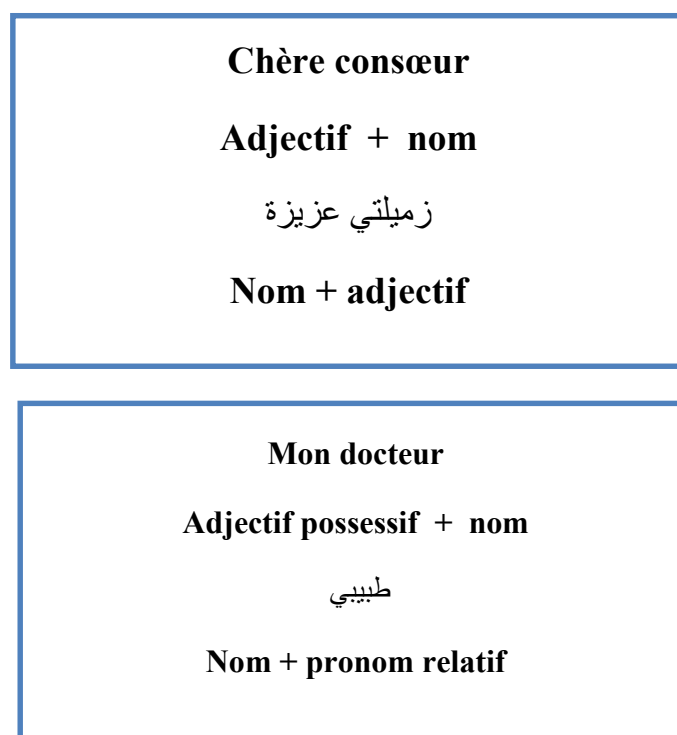 Chère consœur
Adjectif + nom
زميلتي عزيزة
Nom + adjectif
Mon docteur
Adjectif possessif + nom
طبيبي
Nom + pronom relatif